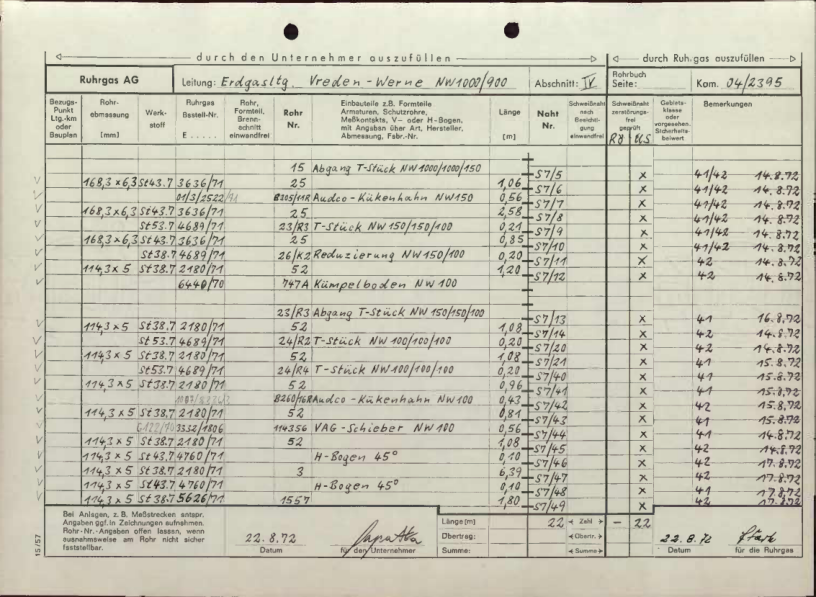 durch den Unternehmer auszufüllen
durch Ruhrgas auszufüllen
Ruhrgas AG Leitung: Erdgasltg. Vreden - Werne NW 1000/900 Abschnitt: IV Rohrbuch Seite: Kom. 04/2395
Bezugs-Punkt Ltg.-km oder Bauplan
Rohr-abmessung [mm]
Werk-stoff
Ruhrgas Bestell-Nr. E . . . . .
Rohr, Formteil, Brenn-schnitt einwandfrei
Rohr Nr.
Einbauteile z.B. Formteile Armaturen, Schutzrohre, Meßkontakts, V- oder H-Bogen, mit Angaben über Art, Hersteller, Abmessung, Fabr.-Nr.
Länge [m]
Naht Nr.
Schweißnaht nach Besichti-gung einwandfrei
Schweißnaht zerstörungs-frei geprüft Rö US
Gebiets-klasse oder vorgesehen. Sicherheits-beiwert
Bemerkungen
15 Abgang T-Stück NW 1000/1000/150
S7/5 x 41/42 14.8.72
168,3 x 6,3 St43.7 3636/71 25 1,06
S7/6 x 41/42 14.8.72
01/3/2522/71 B205/11R Audco-Kükenhahn NW150 0,56
S7/7 x 41/42 14.8.72
168,3 x 6,3 St43.7 3636/71 25 2,58
S7/8 x 41/42 14.8.72
St53.7 4689/71 23/R3 T-Stück NW 150/150/100 0,21
S7/9 x 41/42 14.8.72
168,3 x 6,3 St43.7 3636/71 25 0,85
S7/10 x 41/42 14.8.72
St38.7 4689/71 26/K2 Reduzierung NW150/100 0,20
S7/11 x 42 14.8.72
114,3 x 5 St38.7 2180/71 52 1,20
S7/12 x 42 14.8.72
6440/70 747A Kümpelboden NW 100
23/R3 Abgang T-Stück NW 150/150/100
S7/13 x 41 16.8.72
114,3 x 5 St38.7 2180/71 52 1,08
S7/14 x 42 14.8.72
St53.7 4689/71 24/R2 T-Stück NW 100/100/100 0,20
S7/20 x 42 14.8.72
114,3 x 5 St38.7 2180/71 52 1,08
S7/21 x 41 15.8.72
St53.7 4689/71 24/R4 T-Stück NW 100/100/100 0,20
S7/40 x 41 15.8.72
114,3 x 5 St38.7 2180/71 52 0,96
S7/41 x 41 15.8.72
B260/16R Audco-Kükenhahn NW100 0,43
S7/42 x 42 15.8.72
114,3 x 5 St38.7 2180/71 52 0,81
S7/43 x 41 15.8.72
3332/1806 114356 VAG-Schieber NW 100 0,56
S7/44 x 41 14.8.72
114,3 x 5 St38.7 2180/71 52 1,08
S7/45 x 42 14.8.72
114,3 x 5 St43.7 4760/71 H-Bogen 45° 0,10
S7/46 x 42 17.8.72
114,3 x 5 St38.7 2180/71 3 6,39
S7/47 x 42 17.8.72
114,3 x 5 St43.7 4760/71 H-Bogen 45° 0,10
S7/48 x 41 17.8.72
114,3 x 5 St38.7 5626/71 1557 1,80
S7/49 x 42 17.8.72
Bei Anlagen, z. B. Meßstrecken entspr. Angaben ggf. in Zeichnungen aufnahmen. Rohr-Nr.-Angaben offen lassen, wenn ausnahmsweise am Rohr nicht sicher feststellbar.
22.8.72
Datum
für den Unternehmer
Länge [m] 22 Zahl - 22
Übertrag: Übertr.
Summe: Summe
22.8.72
Datum
für die Ruhrgas
15/57